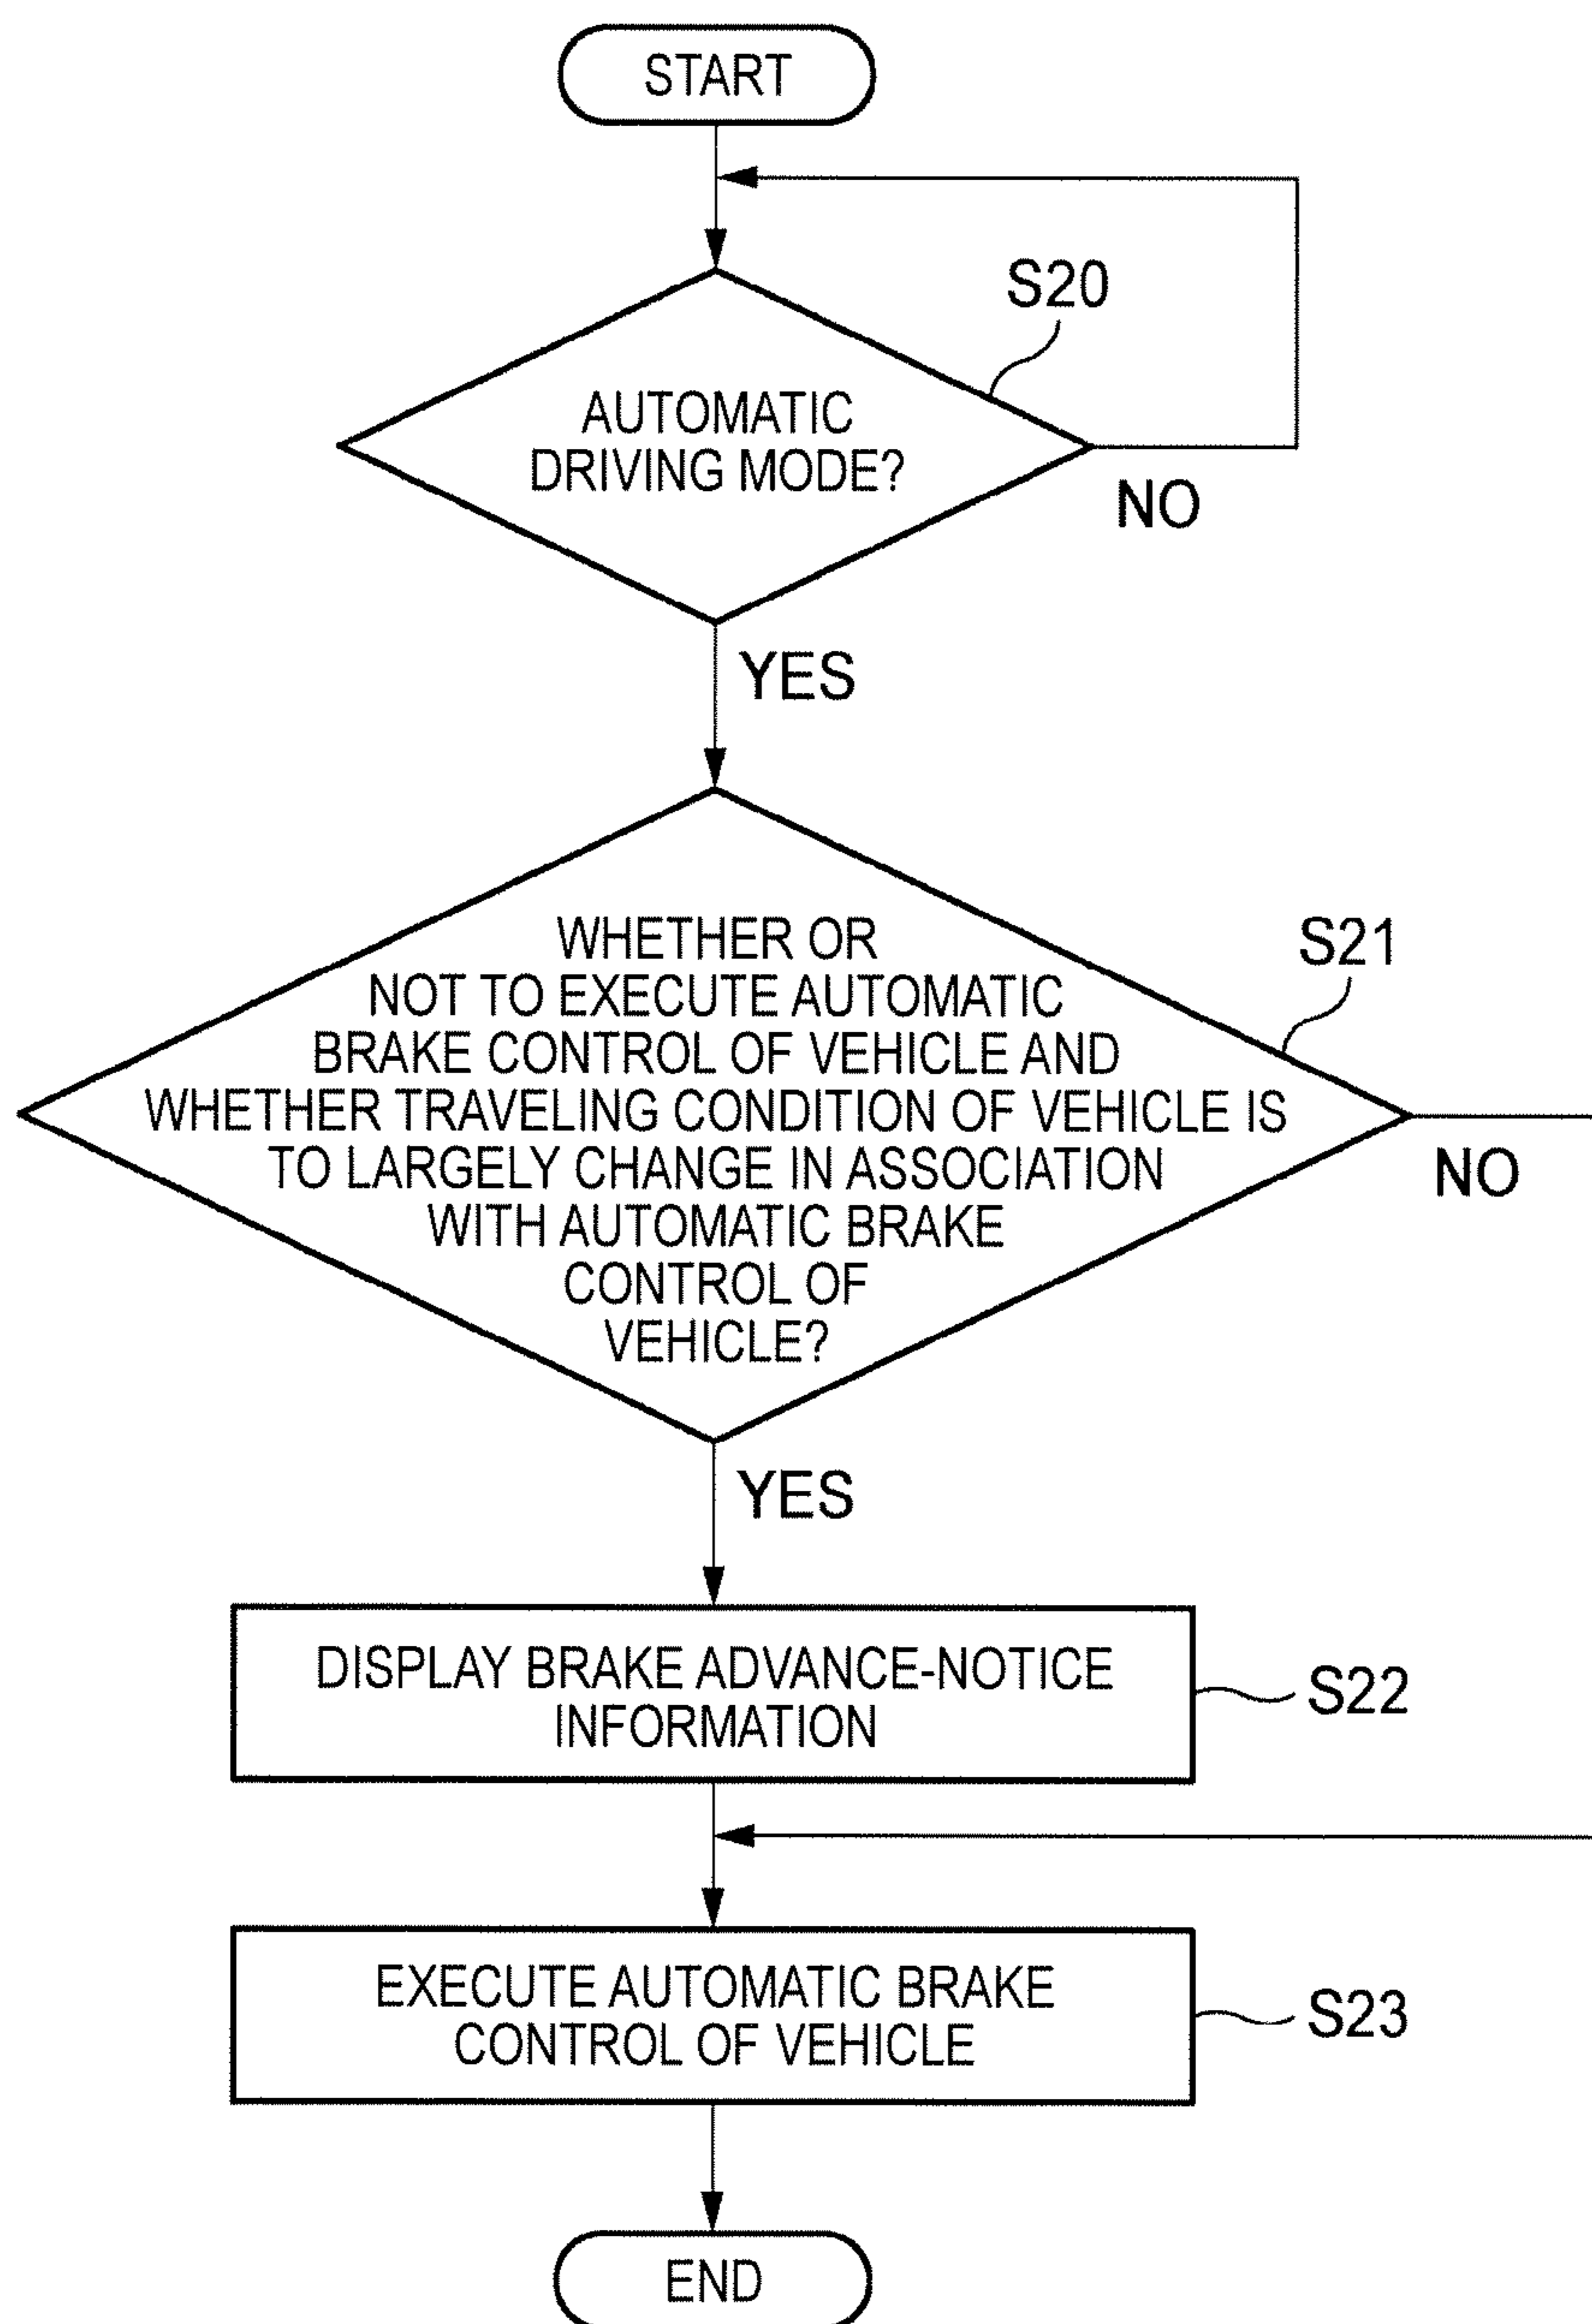 START
S20
AUTOMATIC
DRIVING MODE?
NO
YES
S21
WHETHER OR
NOT TO EXECUTE AUTOMATIC
BRAKE CONTROL OF VEHICLE AND
WHETHER TRAVELING CONDITION OF VEHICLE IS
TO LARGELY CHANGE IN ASSOCIATION
WITH AUTOMATIC BRAKE
CONTROL OF
VEHICLE?
NO
YES
DISPLAY BRAKE ADVANCE-NOTICE
INFORMATION
S22
EXECUTE AUTOMATIC BRAKE
CONTROL OF VEHICLE
S23
END